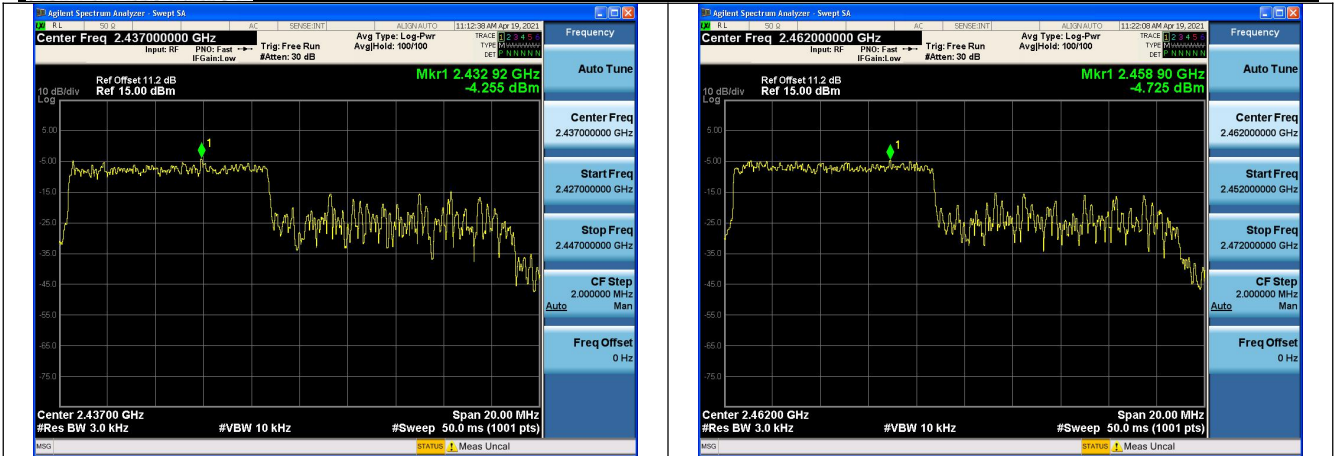 Agilent Spectrum Analyzer - Swept SA
RL 50 Ω AC SENSE:INT ALIGNAUTO 11:12:38 AM Apr 19, 2021
Center Freq 2.437000000 GHz
Input: RF PNO: Fast
IFGain:Low
Trig: Free Run
#Atten: 30 dB
Avg Type: Log-Pwr
Avg|Hold: 100/100
TRACE 1 2 3 4 5 6
TYPE MWWWWW
DET P N N N N N
Ref Offset 11.2 dB
Ref 15.00 dBm
10 dB/div
Log
Mkr1 2.432 92 GHz
-4.255 dBm
1
5.00
-5.00
-15.0
-25.0
-35.0
-45.0
-55.0
-65.0
-75.0
Center 2.43700 GHz
Span 20.00 MHz
#Res BW 3.0 kHz
#VBW 10 kHz
#Sweep 50.0 ms (1001 pts)
MSG
STATUS Meas Uncal
Frequency
Auto Tune
Center Freq
2.437000000 GHz
Start Freq
2.427000000 GHz
Stop Freq
2.447000000 GHz
CF Step
2.000000 MHz
Auto Man
Freq Offset
0 Hz
Agilent Spectrum Analyzer - Swept SA
RL 50 Ω AC SENSE:INT ALIGNAUTO 11:22:08 AM Apr 19, 2021
Center Freq 2.462000000 GHz
Input: RF PNO: Fast
IFGain:Low
Trig: Free Run
#Atten: 30 dB
Avg Type: Log-Pwr
Avg|Hold: 100/100
TRACE 1 2 3 4 5 6
TYPE MWWWWW
DET P N N N N N
Ref Offset 11.2 dB
Ref 15.00 dBm
10 dB/div
Log
Mkr1 2.458 90 GHz
-4.725 dBm
1
5.00
-5.00
-15.0
-25.0
-35.0
-45.0
-55.0
-65.0
-75.0
Center 2.46200 GHz
Span 20.00 MHz
#Res BW 3.0 kHz
#VBW 10 kHz
#Sweep 50.0 ms (1001 pts)
MSG
STATUS Meas Uncal
Frequency
Auto Tune
Center Freq
2.462000000 GHz
Start Freq
2.452000000 GHz
Stop Freq
2.472000000 GHz
CF Step
2.000000 MHz
Auto Man
Freq Offset
0 Hz